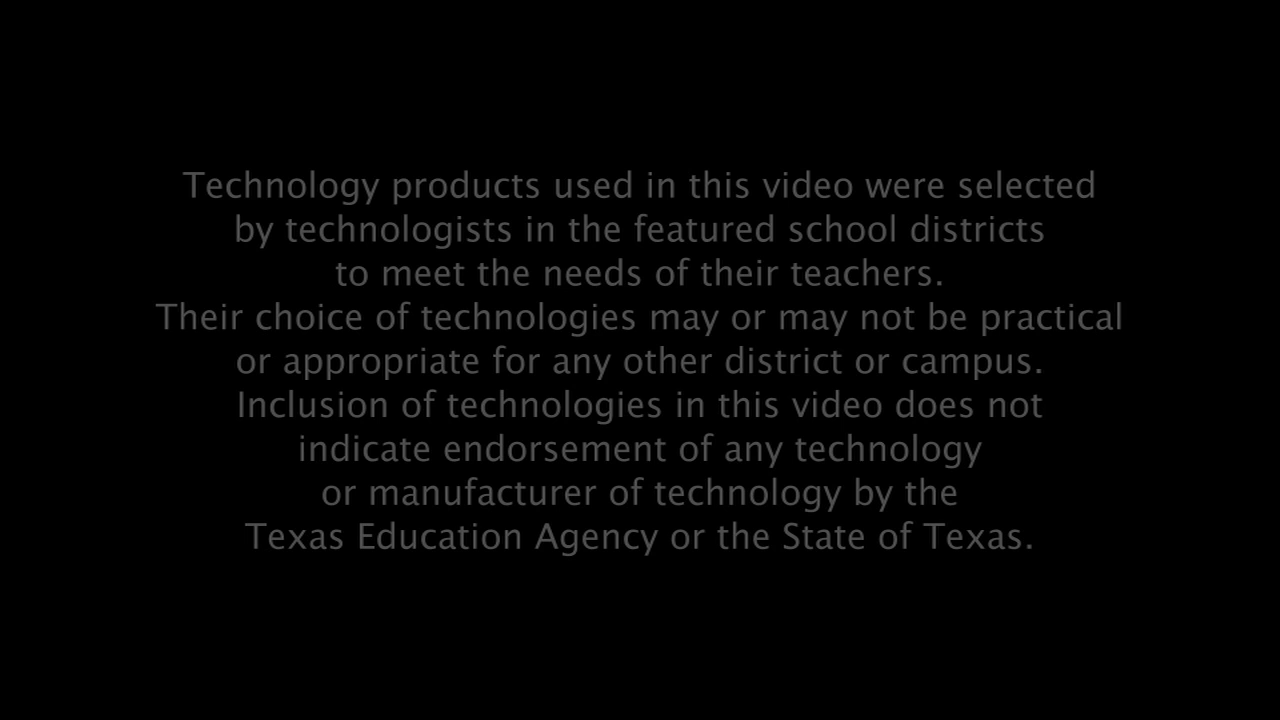 Technology products used in this video were selected
by technologists in the featured school districts
to meet the needs of their teachers.
Their choice of technologies may or may not be practical
or appropriate for any other district or campus.
Inclusion of technologies in this video does not
indicate endorsement of any technology
or manufacturer of technology by the
Texas Education Agency or the State of Texas.